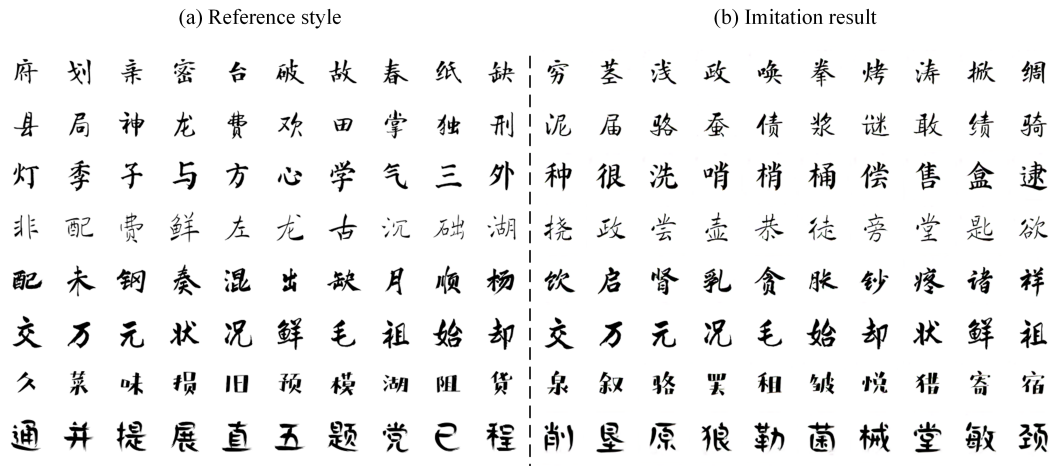 (a) Reference style (b) Imitation result
府 划 亲 密 台 破 故 春 纸 缺 穷 茎 浅 政 唤 拳 烤 涛 掀 绸
县 局 神 龙 费 欢 田 掌 独 刑 泥 届 骆 蚕 债 浆 谜 敢 绩 骑
灯 季 子 与 方 心 学 气 三 外 种 很 洗 哨 梢 桶 偿 售 盒 逮
非 配 费 鲜 左 龙 古 沉 础 湖 挠 政 尝 壶 恭 徒 旁 堂 匙 欲
配 未 钢 奏 混 出 缺 月 顺 杨 饮 启 肾 乳 贪 胀 钞 疼 诸 祥
交 万 元 状 况 鲜 毛 祖 始 却 交 万 元 况 毛 始 却 状 鲜 祖
久 菜 味 损 旧 预 模 湖 阻 货 泉 叙 骆 罢 租 皱 悦 猎 寄 宿
通 并 提 展 直 五 题 党 已 程 削 垦 原 狼 勒 菌 械 堂 敏 颈